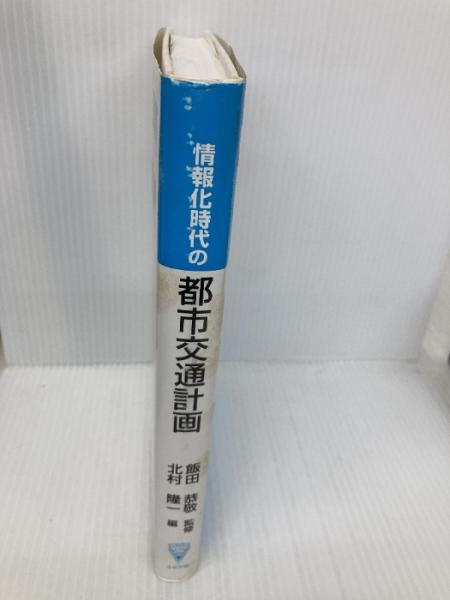 情報化時代の
都市交通計画
飯田 恭敬 監修
北村 隆一 編